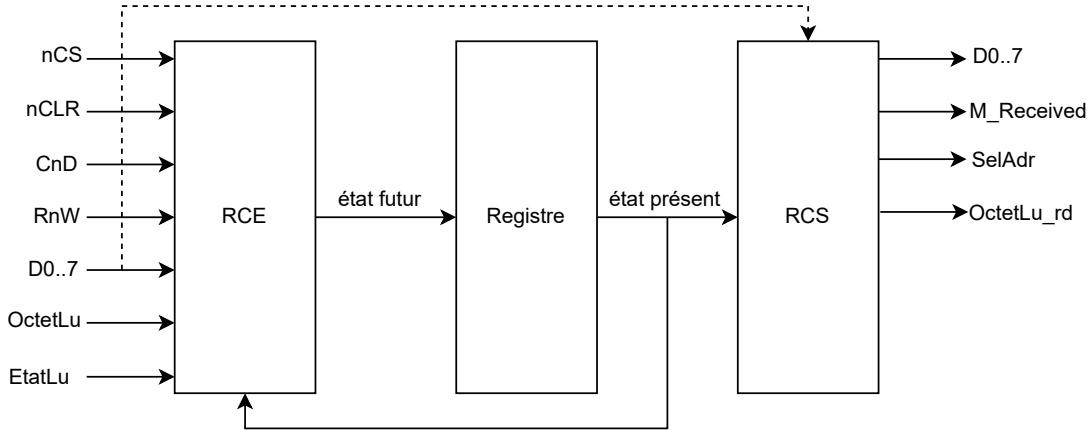 nCS
nCLR
CnD
RnW
D0..7
OctetLu
EtatLu
RCE
état futur
Registre
état présent
RCS
D0..7
M_Received
SelAdr
OctetLu_rd